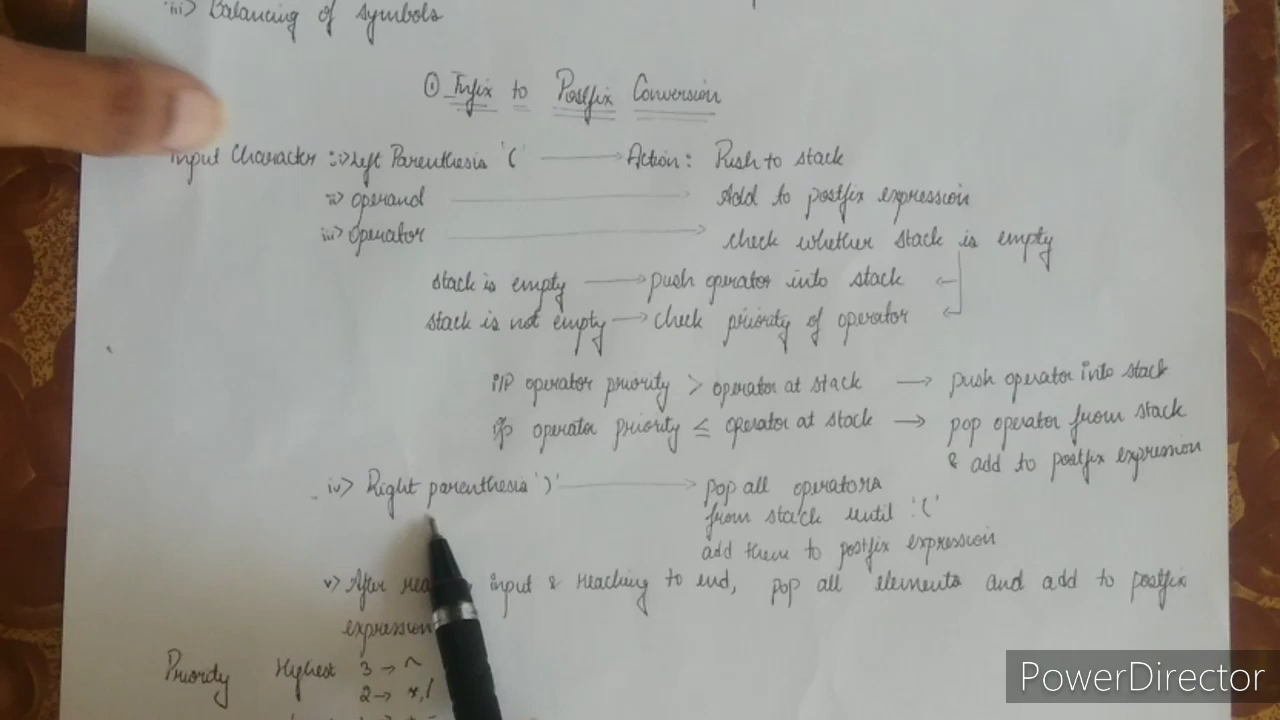 iii> Balancing of symbols
① Infix to Postfix Conversion
Input Character :i> Left Parenthesis '(' → Action: Push to stack
ii> operand → Add to postfix expression
iii> operator → check whether stack is empty
stack is empty → push operator into stack ←
stack is not empty → check priority of operator ←
i/P operator priority > operator at stack → push operator into stack
i/p operator priority ≤ operator at stack → pop operator from stack
& add to postfix expression
iv> Right parenthesis ')' → pop all operators
from stack until '('
add them to postfix expression
v> After input & reaching to end, pop all elements and add to postfix
expression
Priority Highest 3 → ^
2 → *, /
PowerDirector